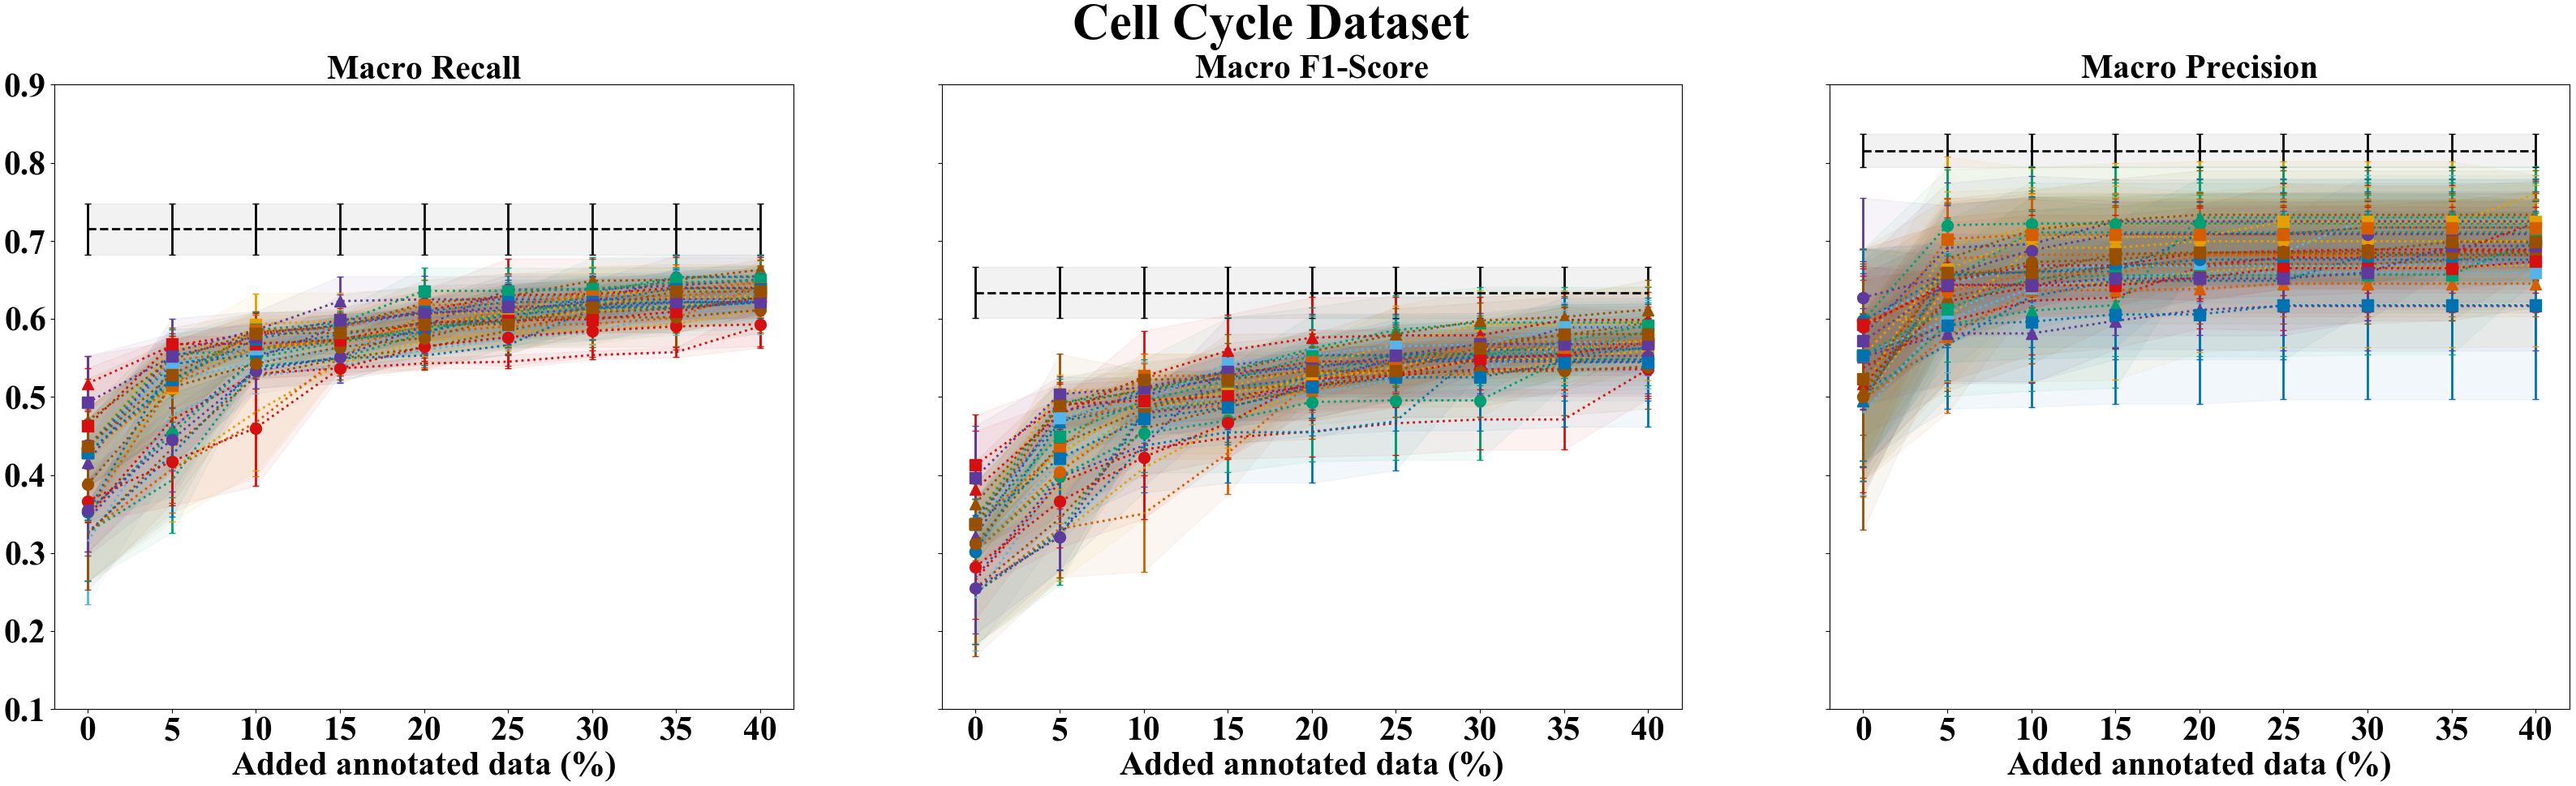 Cell Cycle Dataset
Macro Recall
Macro F1-Score
Macro Precision
0.9
0.8
0.7
0.6
0.5
0.4
0.3
0.2
0.1
0 5 10 15 20 25 30 35 40
0 5 10 15 20 25 30 35 40
0 5 10 15 20 25 30 35 40
Added annotated data (%)
Added annotated data (%)
Added annotated data (%)